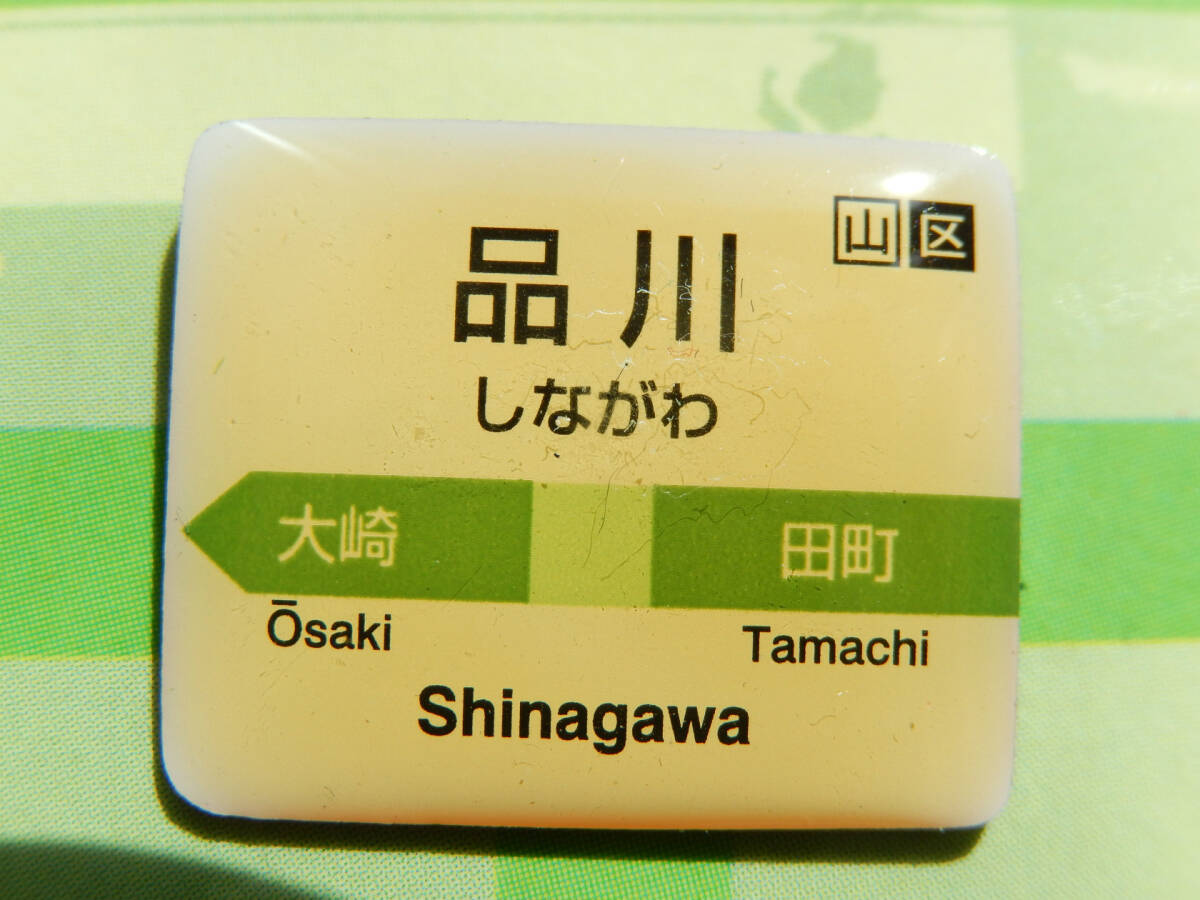 山 区
品川
しながわ
大崎 田町
Ōsaki Tamachi
Shinagawa